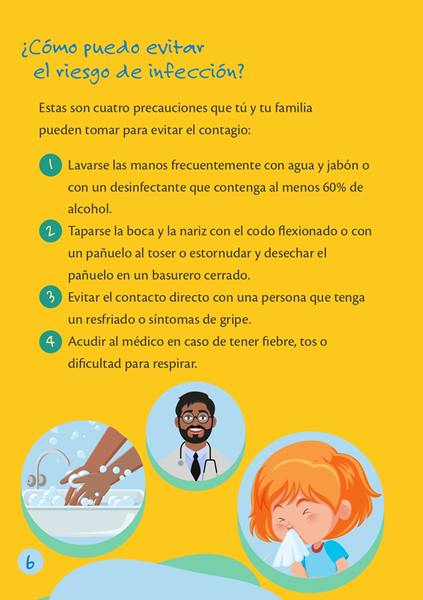 ¿Cómo puedo evitar
el riesgo de infección?
Estas son cuatro precauciones que tú y tu familia
pueden tomar para evitar el contagio:
1 Lavarse las manos frecuentemente con agua y jabón o
con un desinfectante que contenga al menos 60% de
alcohol.
2 Taparse la boca y la nariz con el codo flexionado o con
un pañuelo al toser o estornudar y desechar el
pañuelo en un basurero cerrado.
3 Evitar el contacto directo con una persona que tenga
un resfriado o síntomas de gripe.
4 Acudir al médico en caso de tener fiebre, tos o
dificultad para respirar.
6